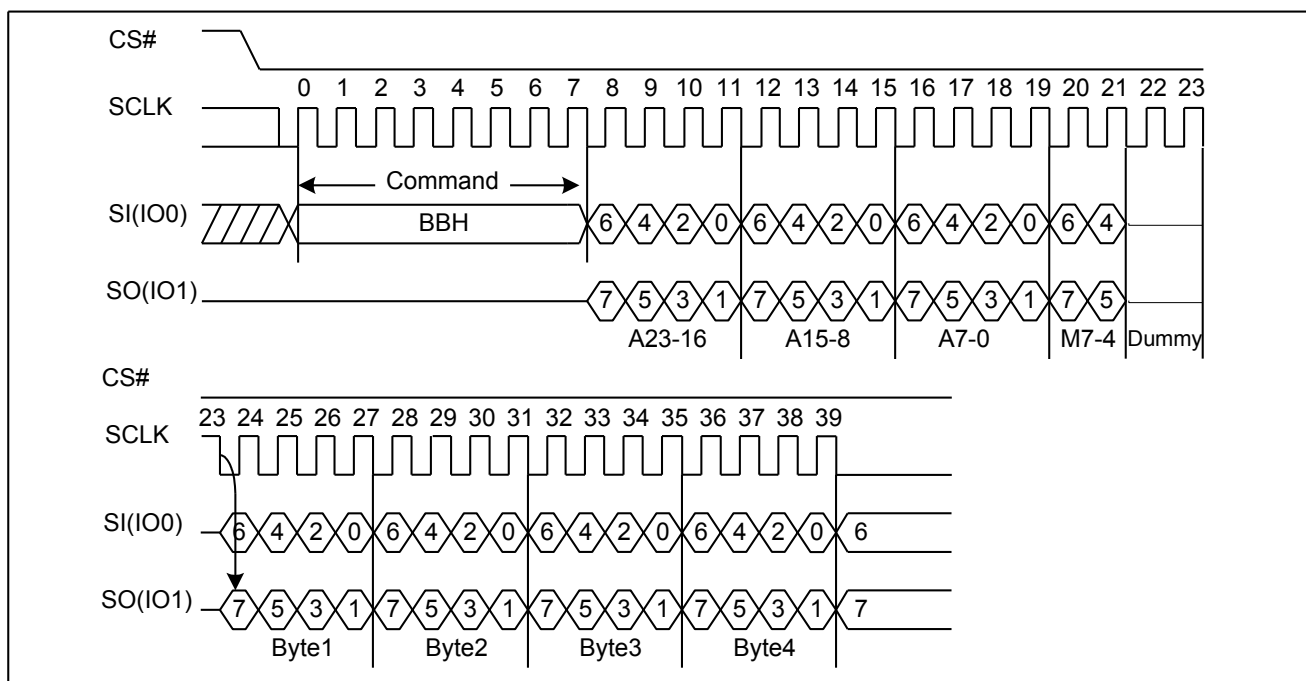 CS#
0 1 2 3 4 5 6 7 8 9 10 11 12 13 14 15 16 17 18 19 20 21 22 23
SCLK
Command
SI(IO0) BBH 6 4 2 0 6 4 2 0 6 4 2 0 6 4
SO(IO1) 7 5 3 1 7 5 3 1 7 5 3 1 7 5
A23-16 A15-8 A7-0 M7-4 Dummy
CS#
23 24 25 26 27 28 29 30 31 32 33 34 35 36 37 38 39
SCLK
SI(IO0) 6 4 2 0 6 4 2 0 6 4 2 0 6 4 2 0 6
SO(IO1) 7 5 3 1 7 5 3 1 7 5 3 1 7 5 3 1 7
Byte1 Byte2 Byte3 Byte4